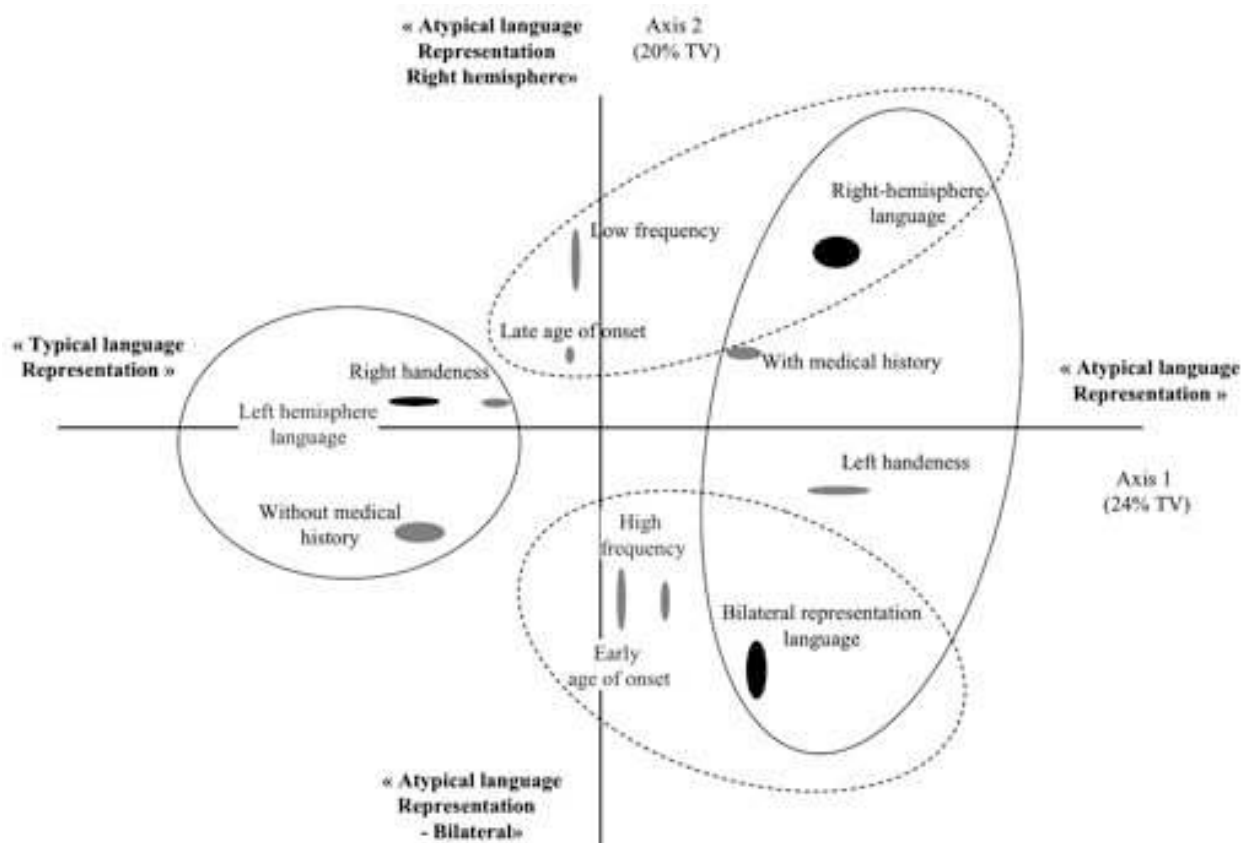 « Atypical language
Representation
Right hemisphere»
Axis 2
(20% TV)
Right-hemisphere
language
Low frequency
Late age of onset
« Typical language
Representation »
Right handeness
With medical history
« Atypical language
Representation »
Left hemisphere
language
Left handeness
Axis 1
(24% TV)
Without medical
history
High
frequency
Bilateral representation
language
Early
age of onset
« Atypical language
Representation
- Bilateral»